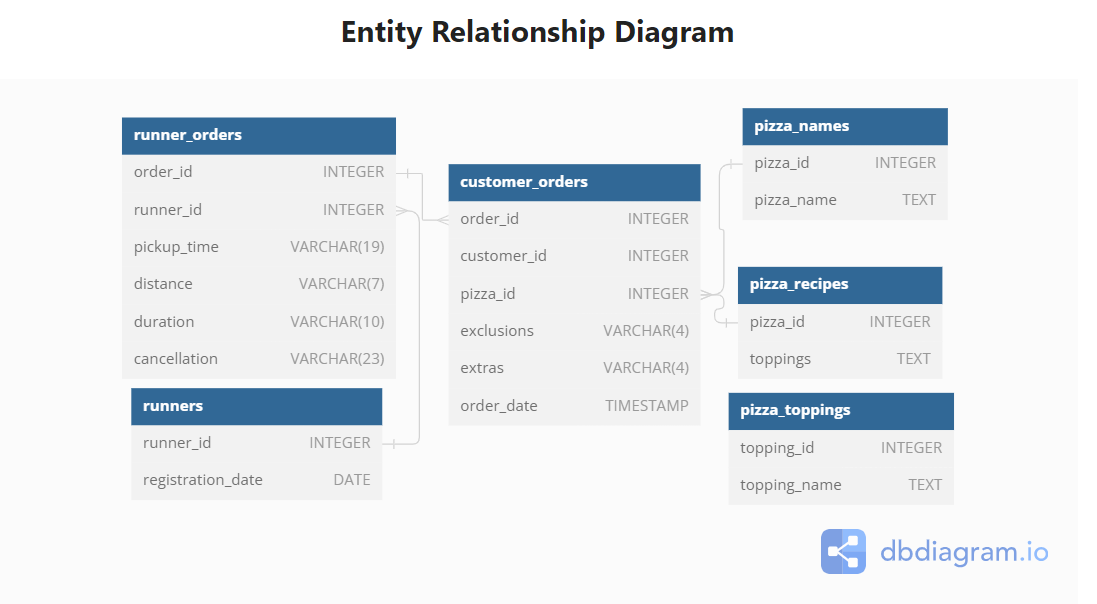 Entity Relationship Diagram
runner_orders
order_id INTEGER
runner_id INTEGER
pickup_time VARCHAR(19)
distance VARCHAR(7)
duration VARCHAR(10)
cancellation VARCHAR(23)
runners
runner_id INTEGER
registration_date DATE
customer_orders
order_id INTEGER
customer_id INTEGER
pizza_id INTEGER
exclusions VARCHAR(4)
extras VARCHAR(4)
order_date TIMESTAMP
pizza_names
pizza_id INTEGER
pizza_name TEXT
pizza_recipes
pizza_id INTEGER
toppings TEXT
pizza_toppings
topping_id INTEGER
topping_name TEXT
dbdiagram.io